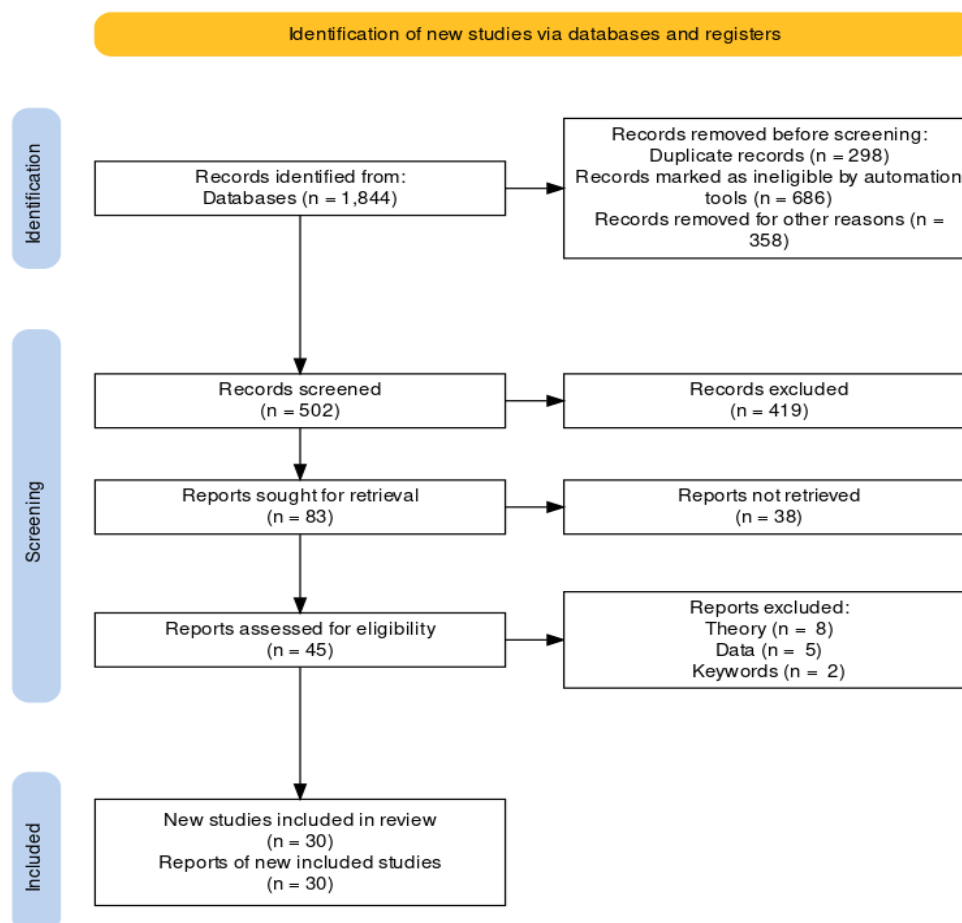 Identification of new studies via databases and registers
Identification
Records identified from:
Databases (n = 1,844)
Records removed before screening:
Duplicate records (n = 298)
Records marked as ineligible by automation
tools (n = 686)
Records removed for other reasons (n =
358)
Screening
Records screened
(n = 502)
Records excluded
(n = 419)
Reports sought for retrieval
(n = 83)
Reports not retrieved
(n = 38)
Reports assessed for eligibility
(n = 45)
Reports excluded:
Theory (n = 8)
Data (n = 5)
Keywords (n = 2)
Included
New studies included in review
(n = 30)
Reports of new included studies
(n = 30)